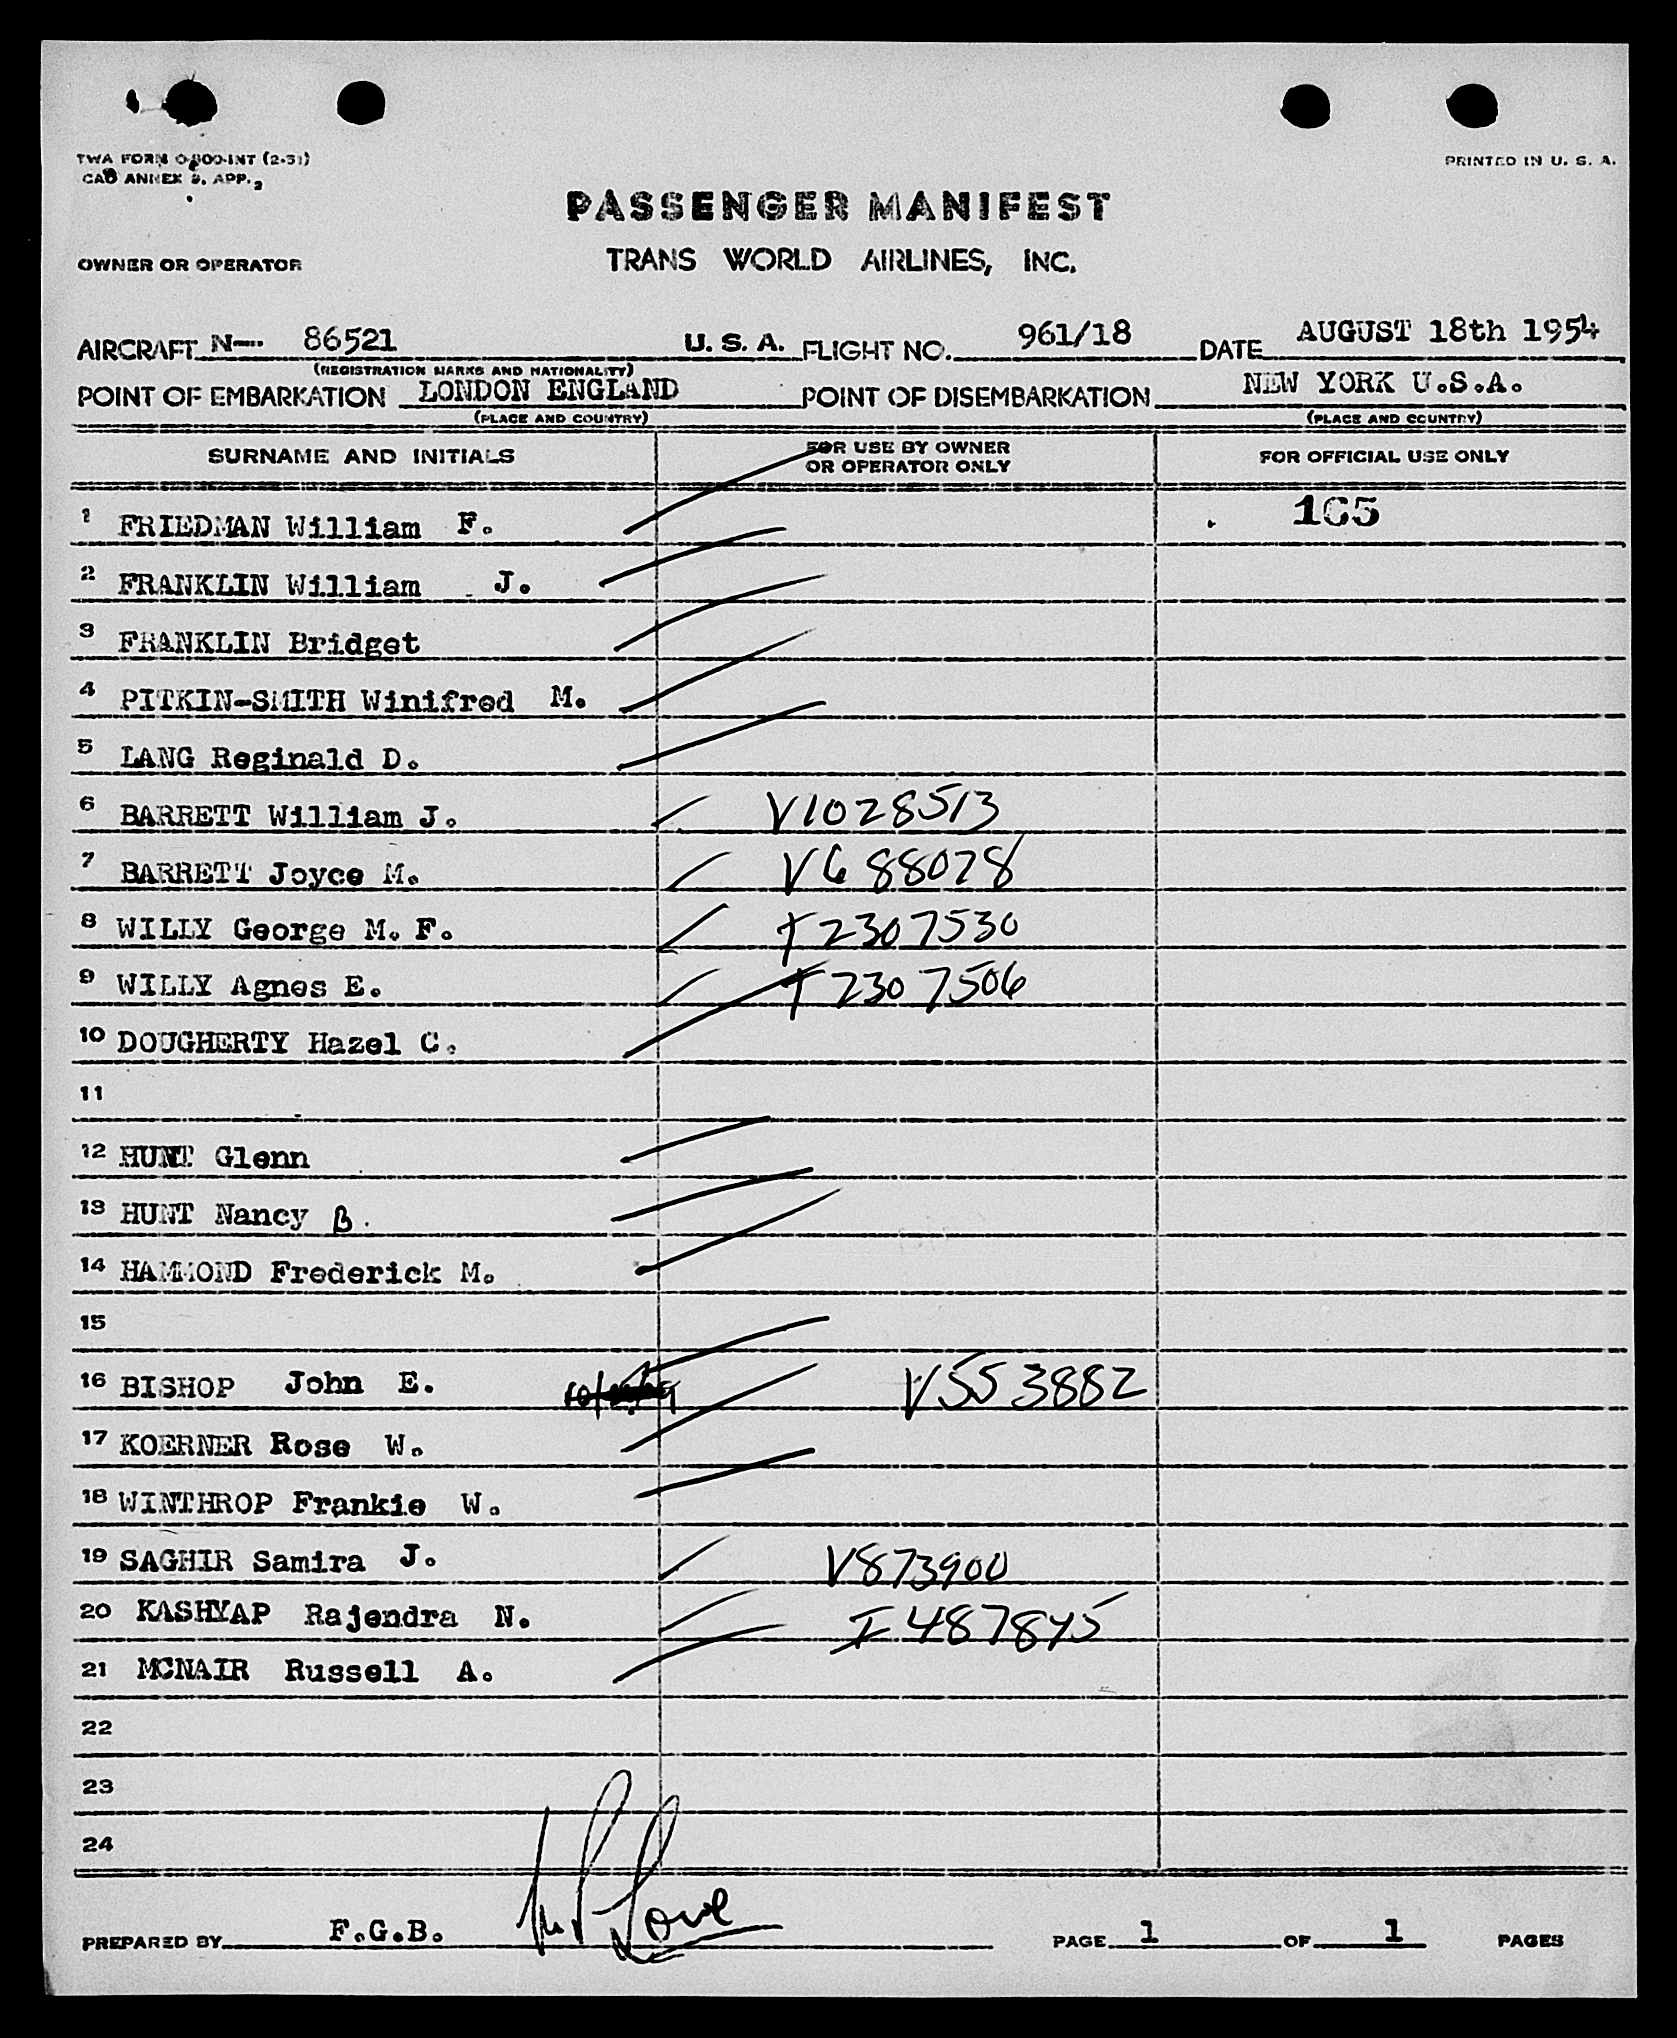 TWA FORM O-800-INT (2-51)
PRINTED IN U. S. A.
CAB ANNEX 9, APP. 2
PASSENGER MANIFEST
OWNER OR OPERATOR TRANS WORLD AIRLINES, INC.
AIRCRAFT N-- 86521 U. S. A. FLIGHT NO. 961/18 DATE AUGUST 18th 1954
(REGISTRATION MARKS AND NATIONALITY)
POINT OF EMBARKATION LONDON ENGLAND POINT OF DISEMBARKATION NEW YORK U.S.A.
(PLACE AND COUNTRY) (PLACE AND COUNTRY)
SURNAME AND INITIALS FOR USE BY OWNER OR OPERATOR ONLY FOR OFFICIAL USE ONLY
1 FRIEDMAN William F. 165
2 FRANKLIN William J.
3 FRANKLIN Bridget
4 PITKIN-SMITH Winifred M.
5 LANG Reginald D.
6 BARRETT William J. V1028513
7 BARRETT Joyce M. V688078
8 WILLY George M. F. T2307530
9 WILLY Agnes E. T2307506
10 DOUGHERTY Hazel C.
11
12 HUNT Glenn
13 HUNT Nancy B.
14 HAMMOND Frederick M.
15
16 BISHOP John E. V553882
17 KOERNER Rose W.
18 WINTHROP Frankie W.
19 SAGHIR Samira J. V873900
20 KASHYAP Rajendra N. I487845
21 MCNAIR Russell A.
22
23
24
PREPARED BY F.G.B. PAGE 1 OF 1 PAGES